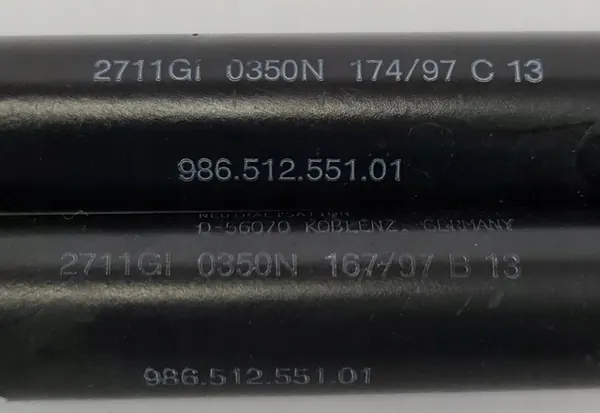 2711GI 0350N 174/97 C 13
986.512.551.01
NEUTRALISATION
D-56070 KOBLENZ, GERMANY
2711GI 0350N 167/97 B 13
986.512.551.01